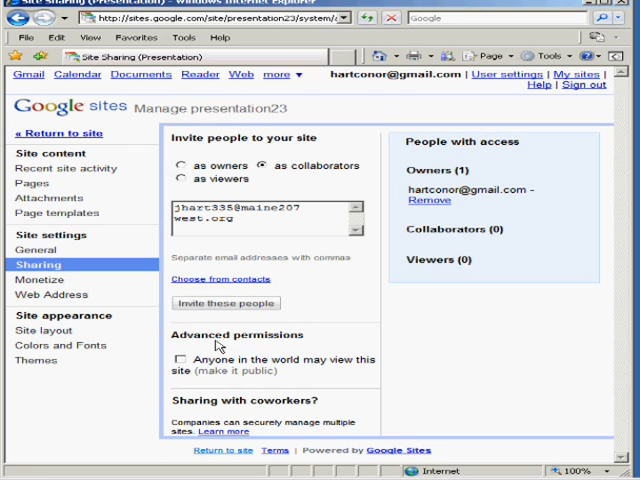 Site Sharing (Presentation) - Windows Internet Explorer
http://sites.google.com/site/presentation23/system/
Google
File Edit View Favorites Tools Help
Site Sharing (Presentation)
Page Tools
Gmail Calendar Documents Reader Web more ▼ hartconor@gmail.com | User settings | My sites |
Help | Sign out
Google sites Manage presentation23
« Return to site
Site content
Recent site activity
Pages
Attachments
Page templates
Site settings
General
Sharing
Monetize
Web Address
Site appearance
Site layout
Colors and Fonts
Themes
Invite people to your site
as owners as collaborators
as viewers
jhart335@maine207
west.org
Separate email addresses with commas
Choose from contacts
Invite these people
Advanced permissions
Anyone in the world may view this
site (make it public)
Sharing with coworkers?
Companies can securely manage multiple
sites. Learn more
People with access
Owners (1)
hartconor@gmail.com -
Remove
Collaborators (0)
Viewers (0)
Return to site Terms | Powered by Google Sites
Internet 100%